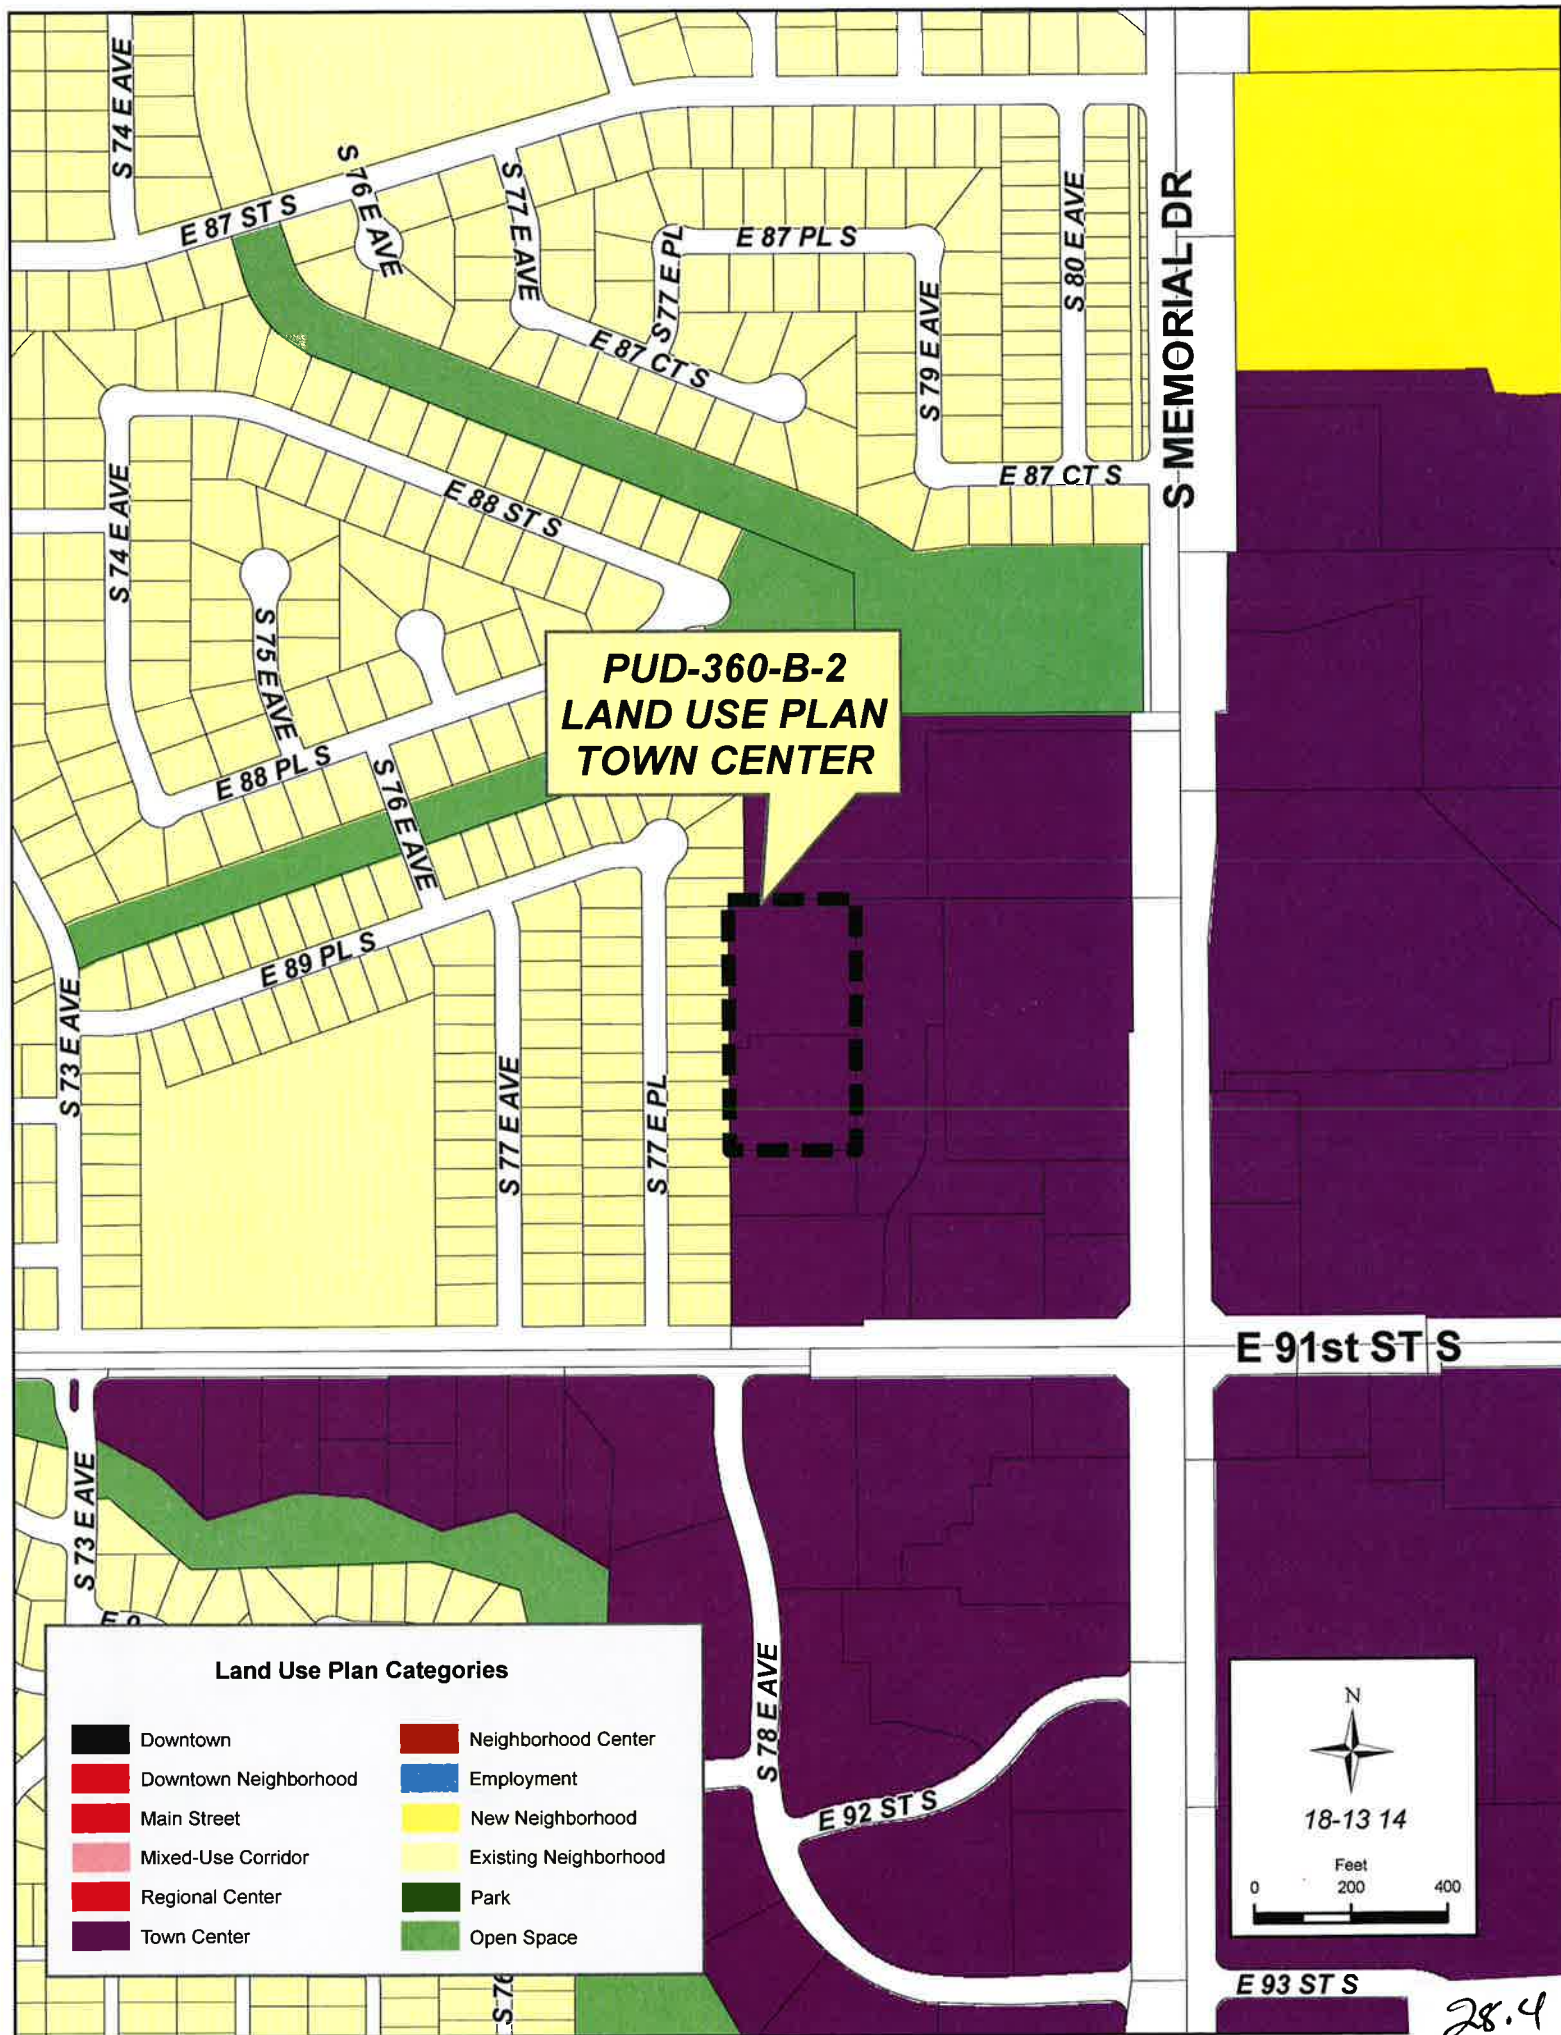 S 74 E AVE
E 87 ST S
S 76 E AVE
S 77 E AVE
S 77 E PL
E 87 PL S
S 80 E AVE
S MEMORIAL DR
E 87 CT S
S 79 E AVE
E 87 CT S
S 74 E AVE
E 88 ST S
S 75 E AVE
E 88 PL S
S 76 E AVE
PUD-360-B-2
LAND USE PLAN
TOWN CENTER
E 89 PL S
S 73 E AVE
S 77 E AVE
S 77 E PL
E 91st ST S
S 73 E AVE
S 78 E AVE
E 92 ST S
Land Use Plan Categories
Downtown
Downtown Neighborhood
Main Street
Mixed-Use Corridor
Regional Center
Town Center
Neighborhood Center
Employment
New Neighborhood
Existing Neighborhood
Park
Open Space
S 76
N
18-13 14
Feet
0 200 400
E 93 ST S
28.4